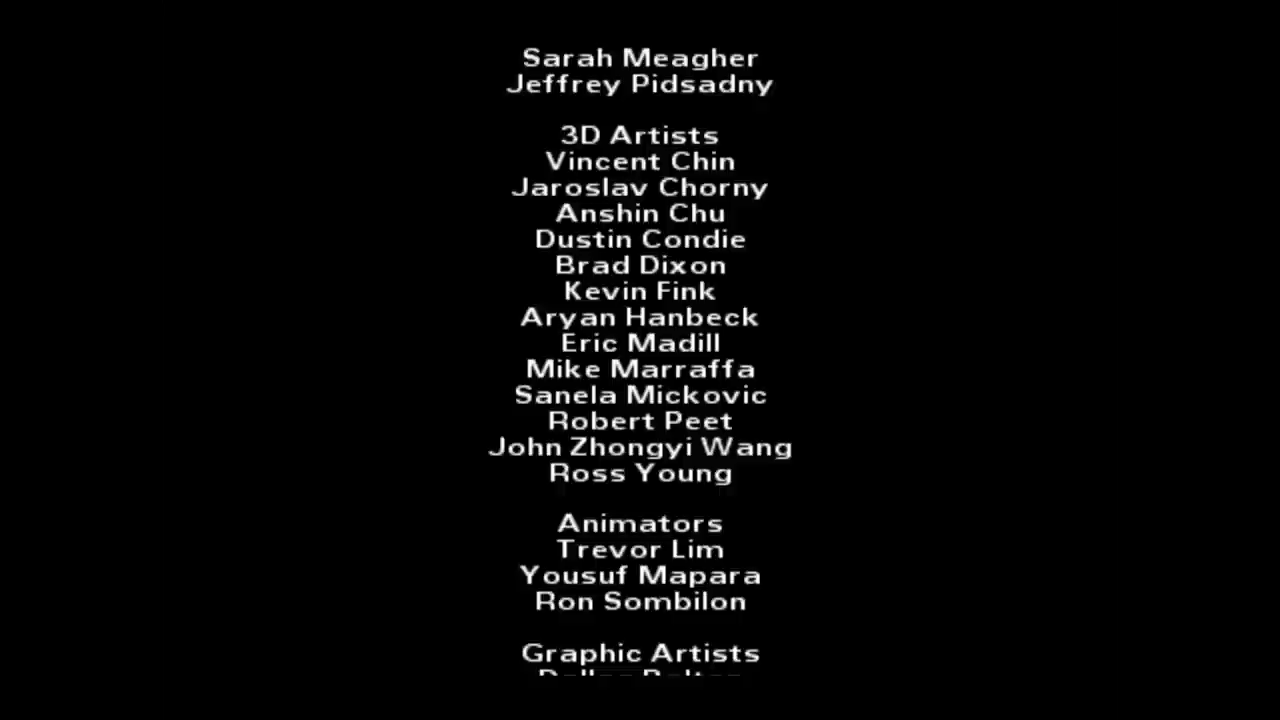 Sarah Meagher
Jeffrey Pidsadny
3D Artists
Vincent Chin
Jaroslav Chorny
Anshin Chu
Dustin Condie
Brad Dixon
Kevin Fink
Aryan Hanbeck
Eric Madill
Mike Marraffa
Sanela Mickovic
Robert Peet
John Zhongyi Wang
Ross Young
Animators
Trevor Lim
Yousuf Mapara
Ron Sombilon
Graphic Artists